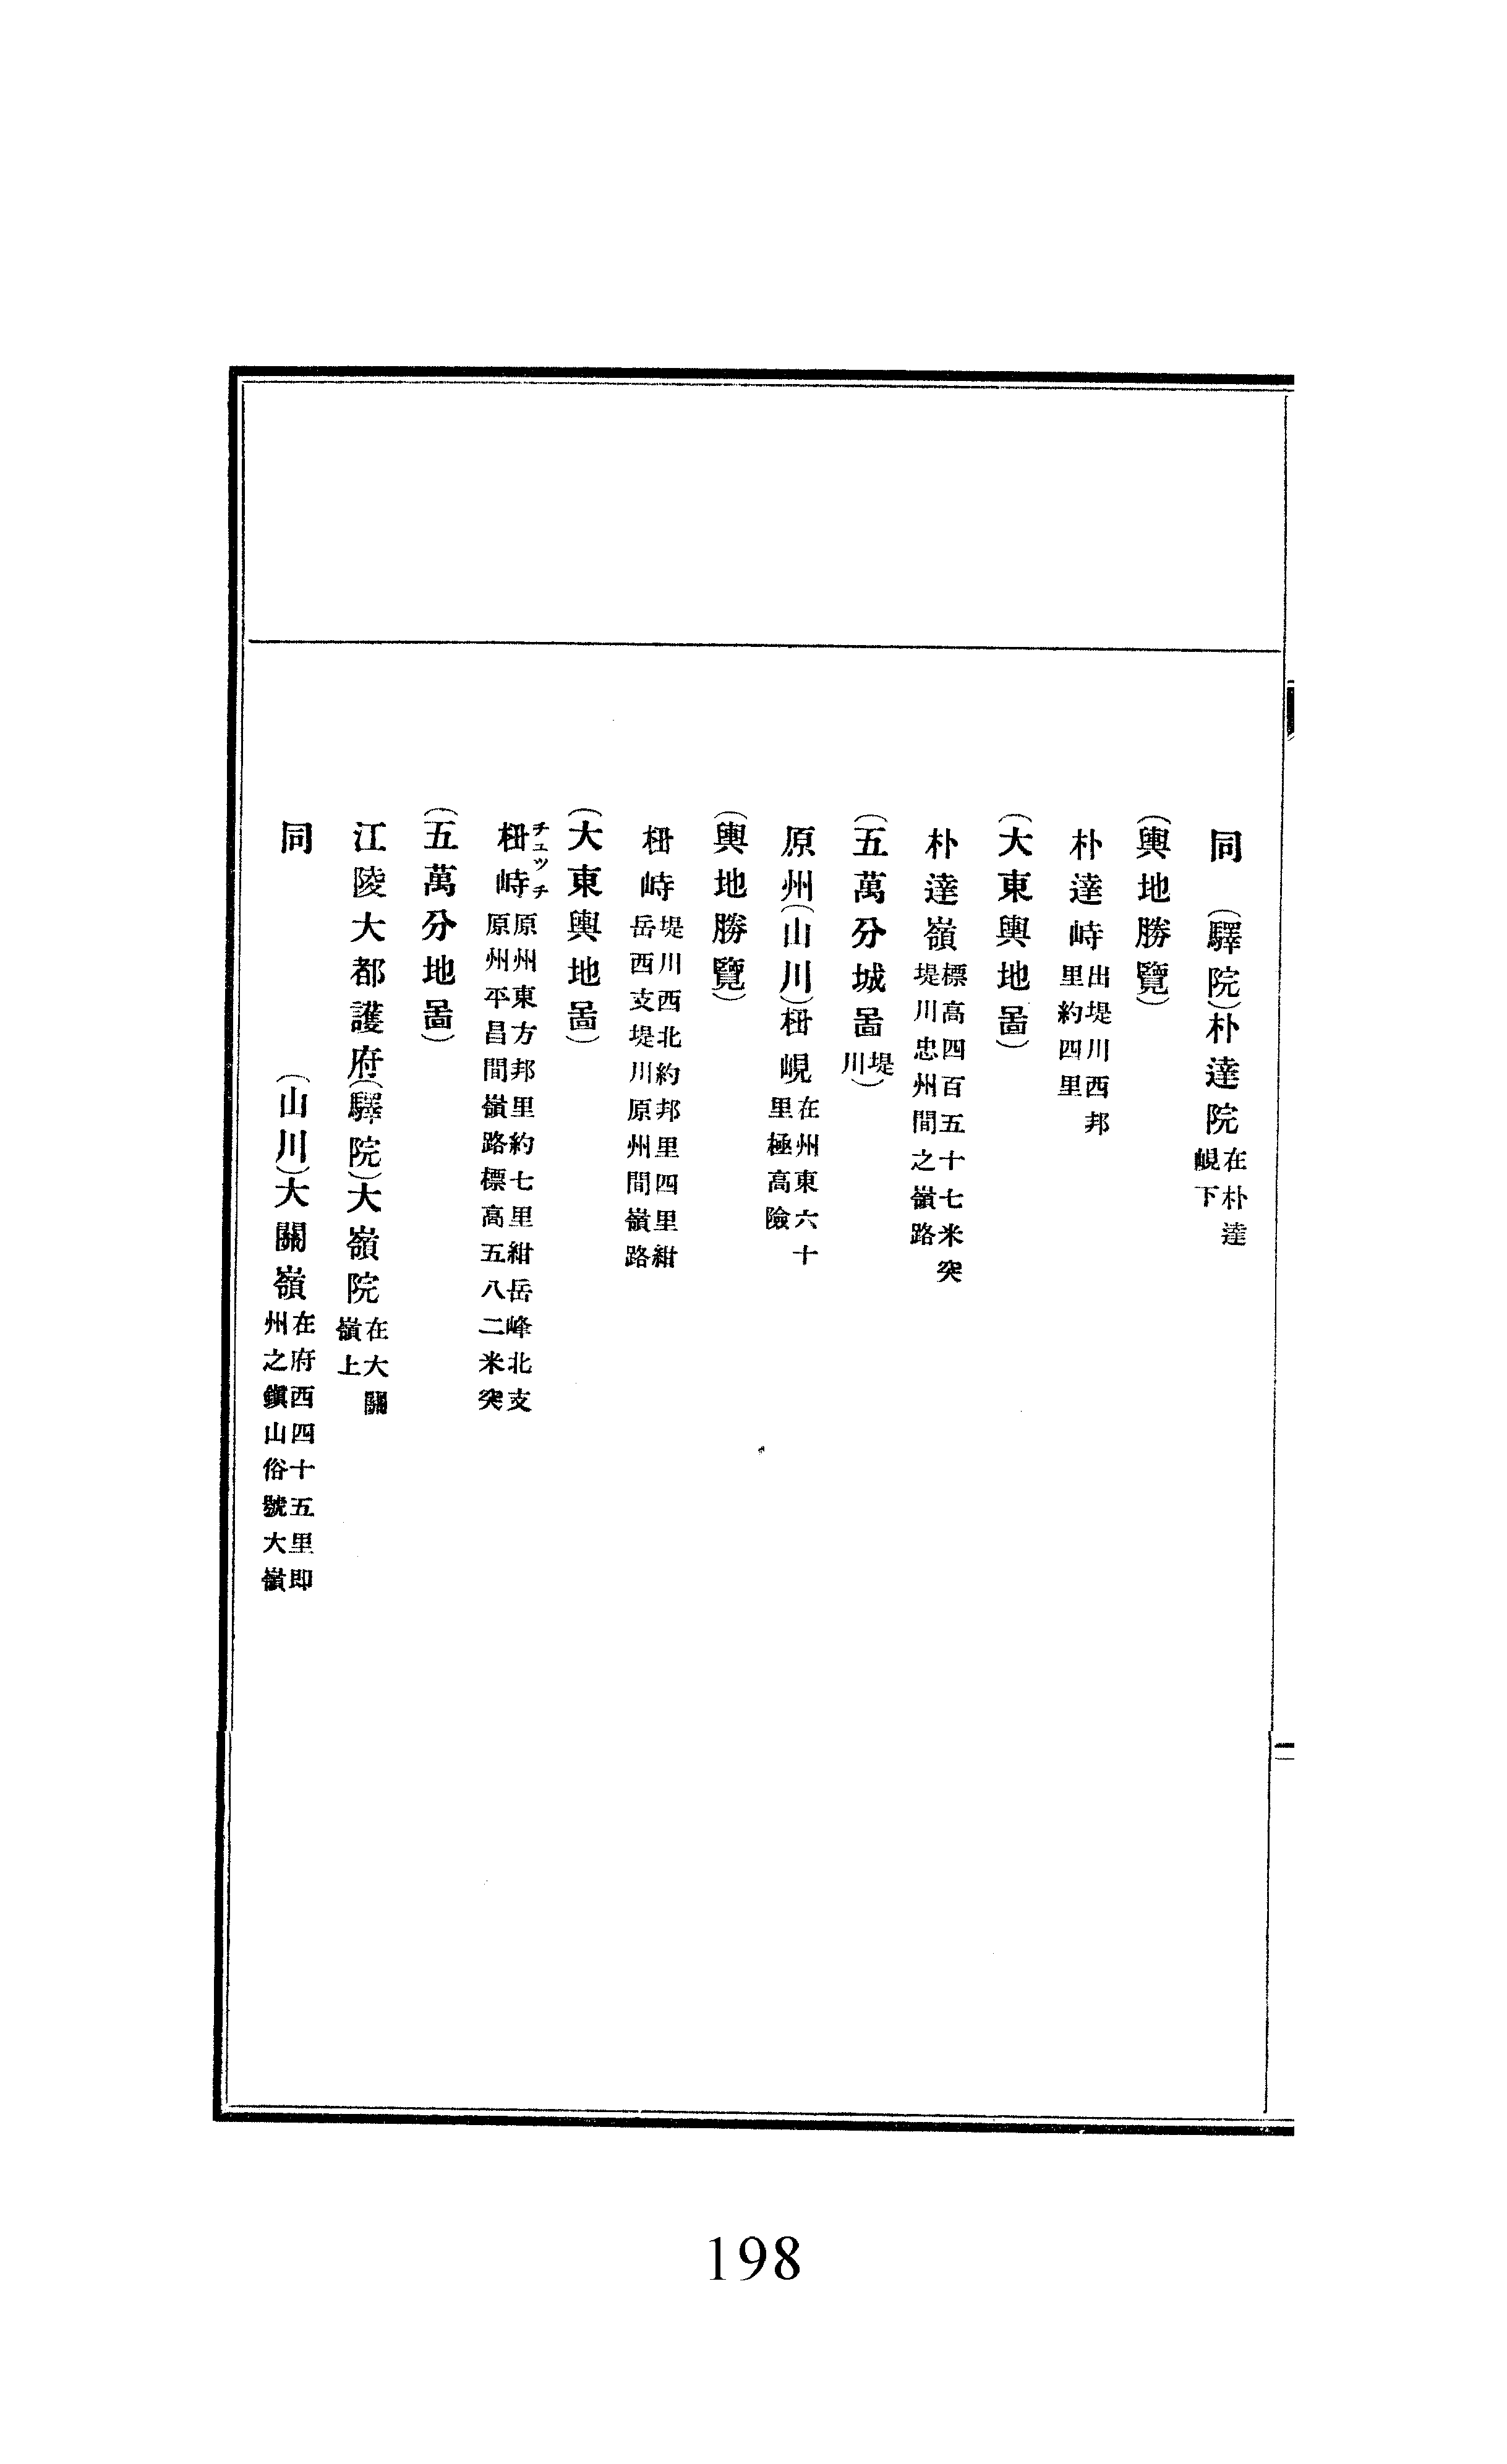 同　（驛院）朴達院在朴達峴下
（輿地勝覽）
朴達峙出堤川西邦里約四里
（大東輿地啚）
朴達嶺標高四百五十七米突堤川忠州間之嶺路
（五萬分城啚堤川）
原州（山川）杻峴在州東六十里極高險
（輿地勝覽）
杻峙堤川西北約邦里四里紺岳西支堤川原州間嶺路
（大東輿地啚）
チュッチ
杻峙原州東方邦里約七里紺岳峰北支原州平昌間嶺路標高五八二米突
（五萬分地啚）
江陵大都護府（驛院）大嶺院在大關嶺上
同　（山川）大關嶺在府西四十五里即州之鎭山俗號大嶺
198